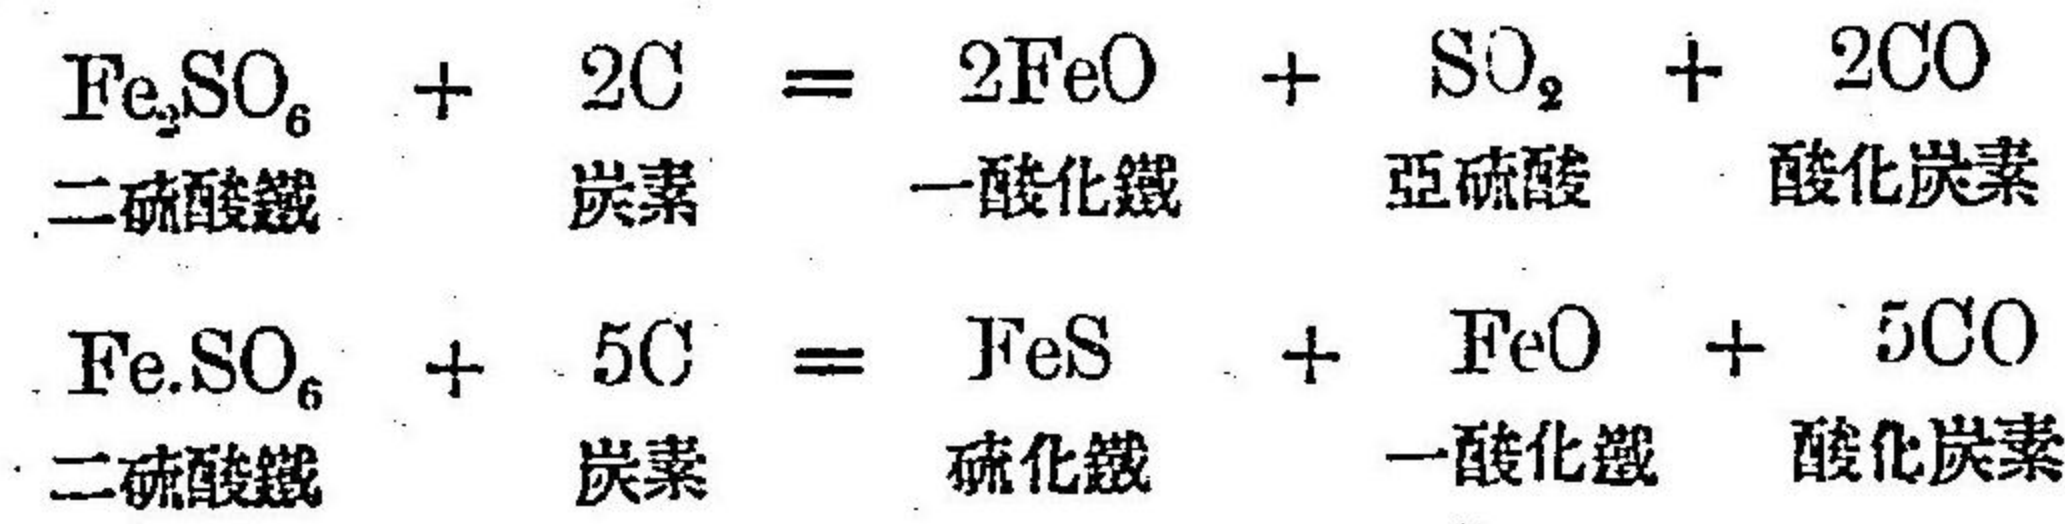 Fe₂SO₆ + 2C = 2FeO + SO₂ + 2CO
二硫酸鐵 炭素 一酸化鐵 亞硫酸 酸化炭素
Fe.SO₆ + 5C = FeS + FeO + 5CO
二硫酸鐵 炭素 硫化鐵 一酸化鐵 酸化炭素